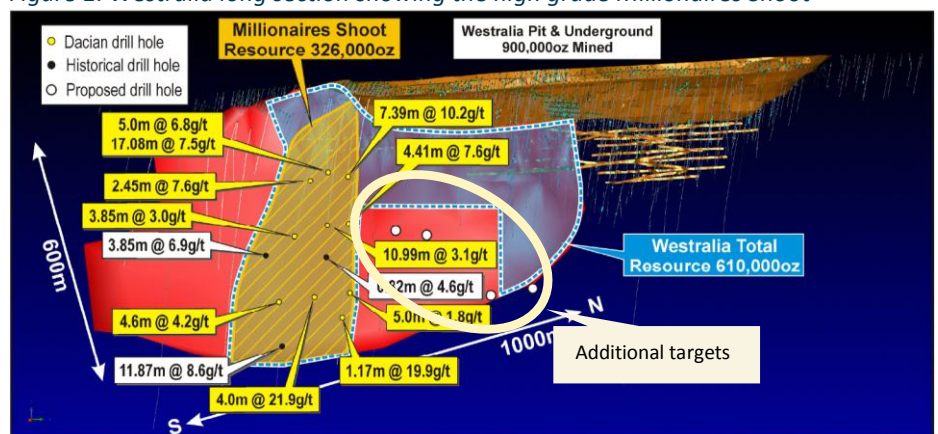 Figure 2: Westralia long section showing the high grade Millionaires Shoot
Dacian drill hole
Historical drill hole
Proposed drill hole
Millionaires Shoot
Resource 326,000oz
Westralia Pit & Underground
900,000oz Mined
7.39m @ 10.2g/t
5.0m @ 6.8g/t
17.08m @ 7.5g/t
4.41m @ 7.6g/t
2.45m @ 7.6g/t
3.85m @ 3.0g/t
3.85m @ 6.9g/t
10.99m @ 3.1g/t
Westralia Total
Resource 610,000oz
600m
@ 4.6g/t
4.6m @ 4.2g/t
5.0m @ 1.8g/t
N
1000m
Additional targets
11.87m @ 8.6g/t
1.17m @ 19.9g/t
4.0m @ 21.9g/t
S